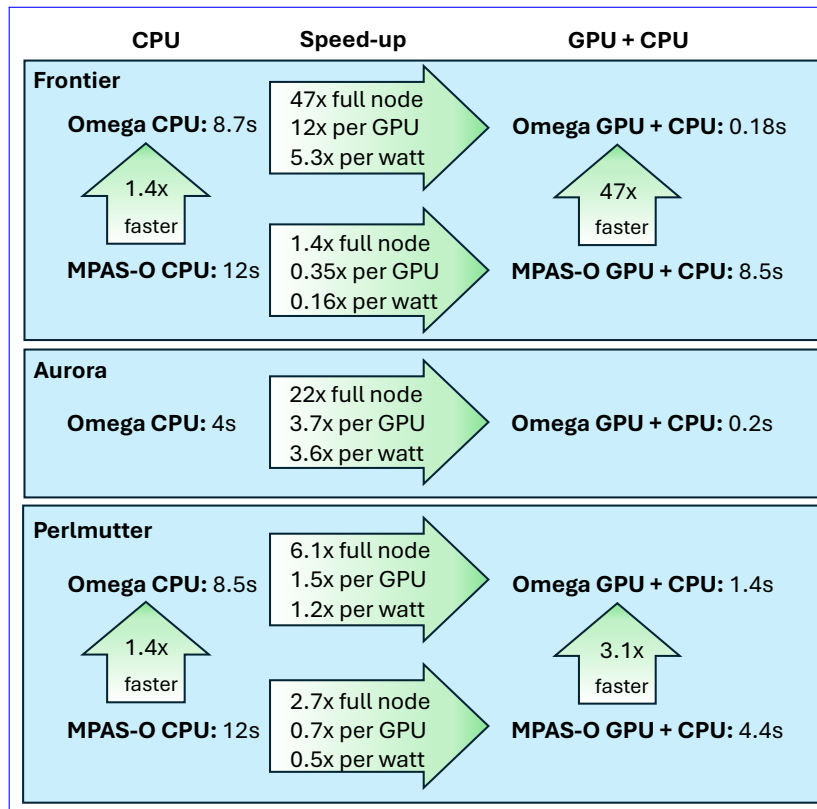 CPU Speed-up GPU + CPU
Frontier
Omega CPU: 8.7s
47x full node
12x per GPU
5.3x per watt
Omega GPU + CPU: 0.18s
1.4x
faster
47x
faster
MPAS-O CPU: 12s
1.4x full node
0.35x per GPU
0.16x per watt
MPAS-O GPU + CPU: 8.5s
Aurora
Omega CPU: 4s
22x full node
3.7x per GPU
3.6x per watt
Omega GPU + CPU: 0.2s
Perlmutter
Omega CPU: 8.5s
6.1x full node
1.5x per GPU
1.2x per watt
Omega GPU + CPU: 1.4s
1.4x
faster
3.1x
faster
MPAS-O CPU: 12s
2.7x full node
0.7x per GPU
0.5x per watt
MPAS-O GPU + CPU: 4.4s